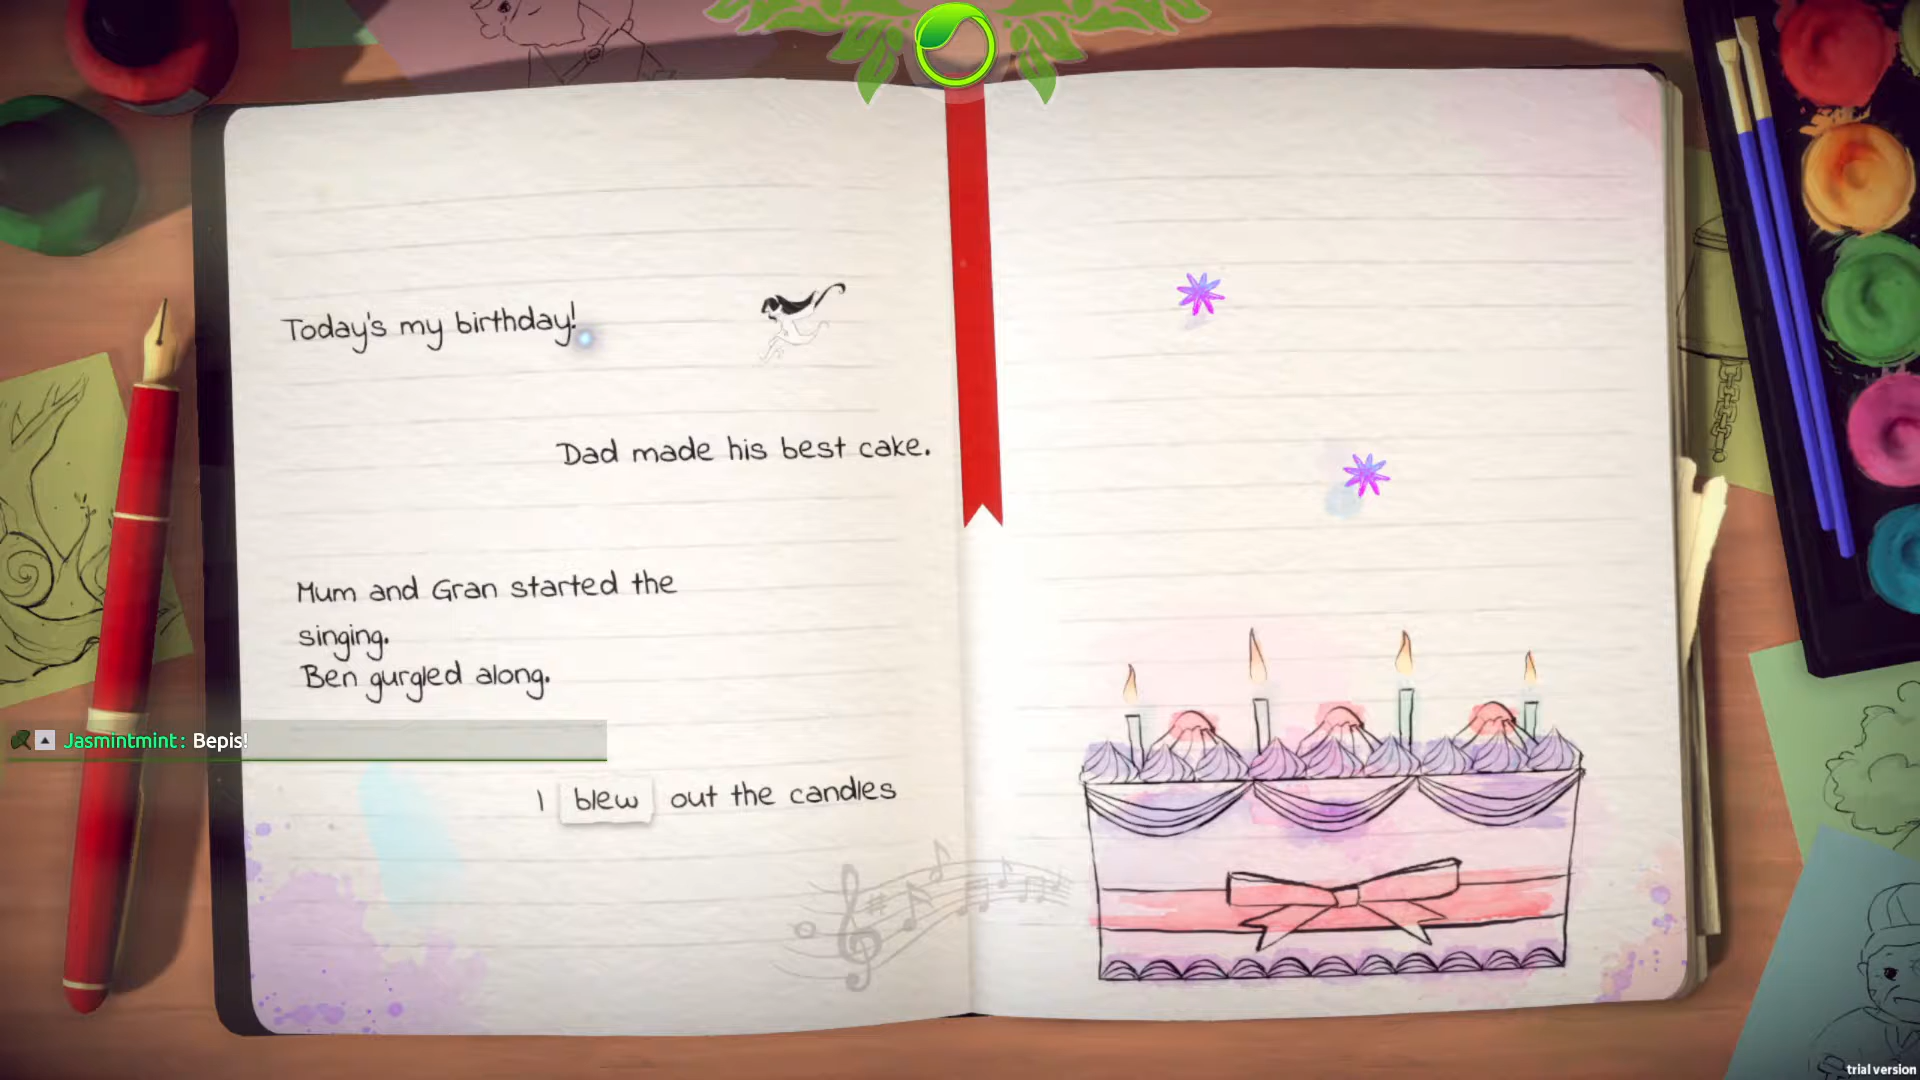 Today's my birthday!
Dad made his best cake.
Mum and Gran started the
singing.
Ben gurgled along.
Jasmintmint: Bepis!
I blew out the candles
trial version